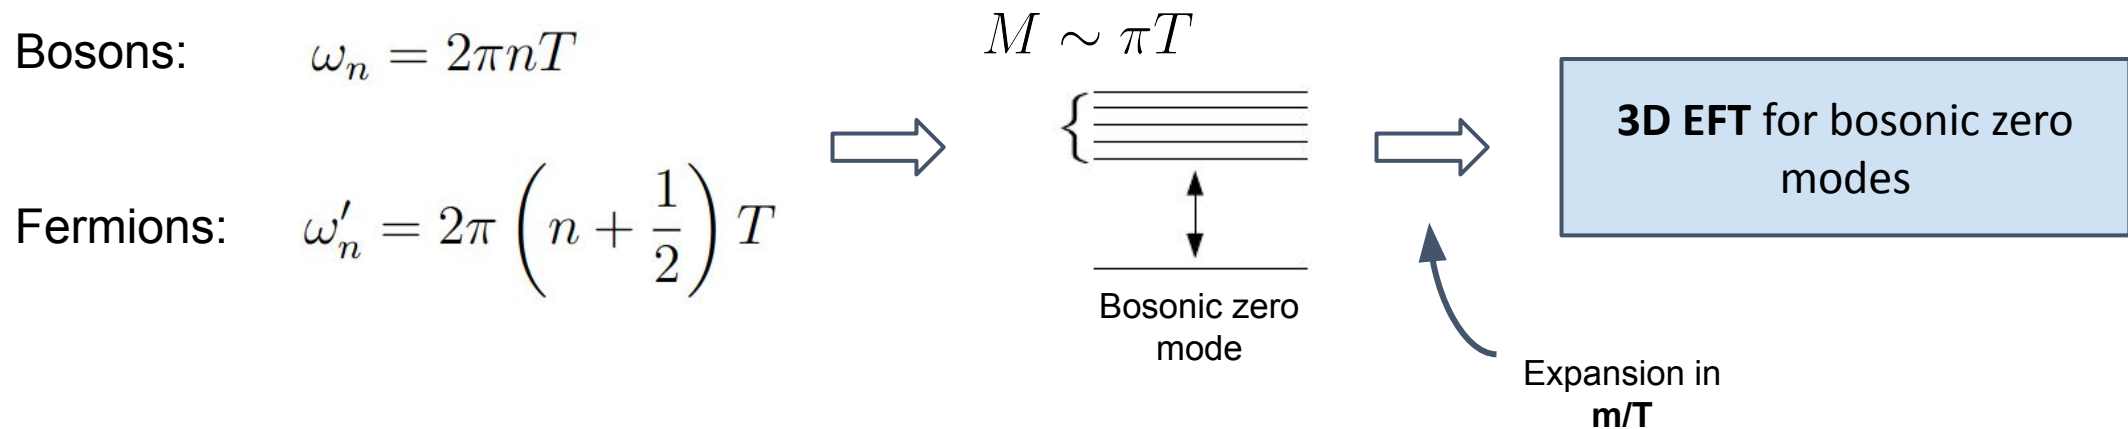 Bosons: ωₙ = 2πnT
M ∼ πT
Fermions: ω′ₙ = 2π (n + 1/2) T
Bosonic zero
mode
3D EFT for bosonic zero
modes
Expansion in
m/T